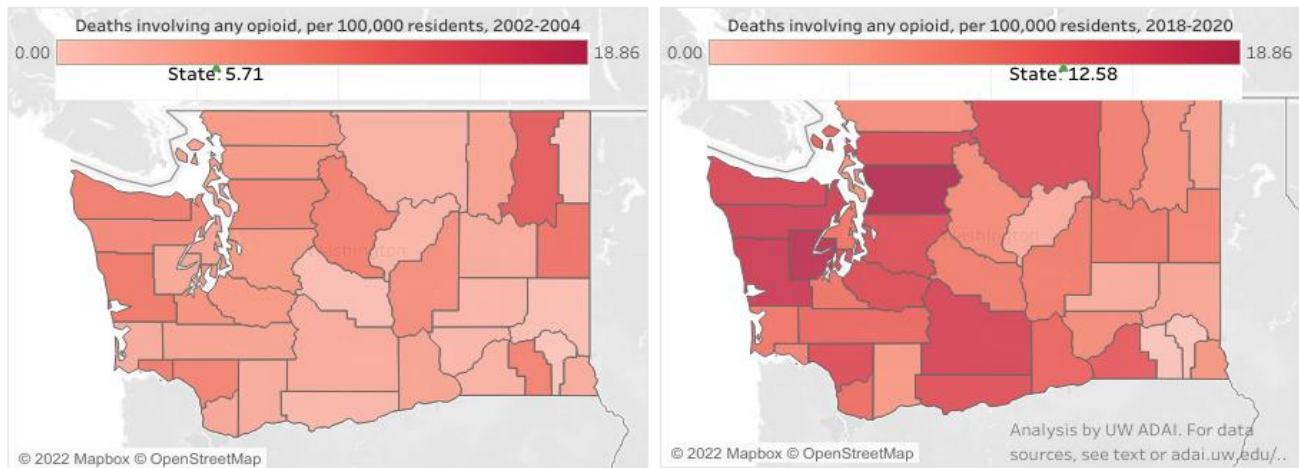 Deaths involving any opioid, per 100,000 residents, 2002-2004
0.00 18.86
State: 5.71
Washington
© 2022 Mapbox © OpenStreetMap
Deaths involving any opioid, per 100,000 residents, 2018-2020
0.00 18.86
State: 12.58
Washington
Analysis by UW ADAI. For data
sources, see text or adai.uw.edu/..
© 2022 Mapbox © OpenStreetMap